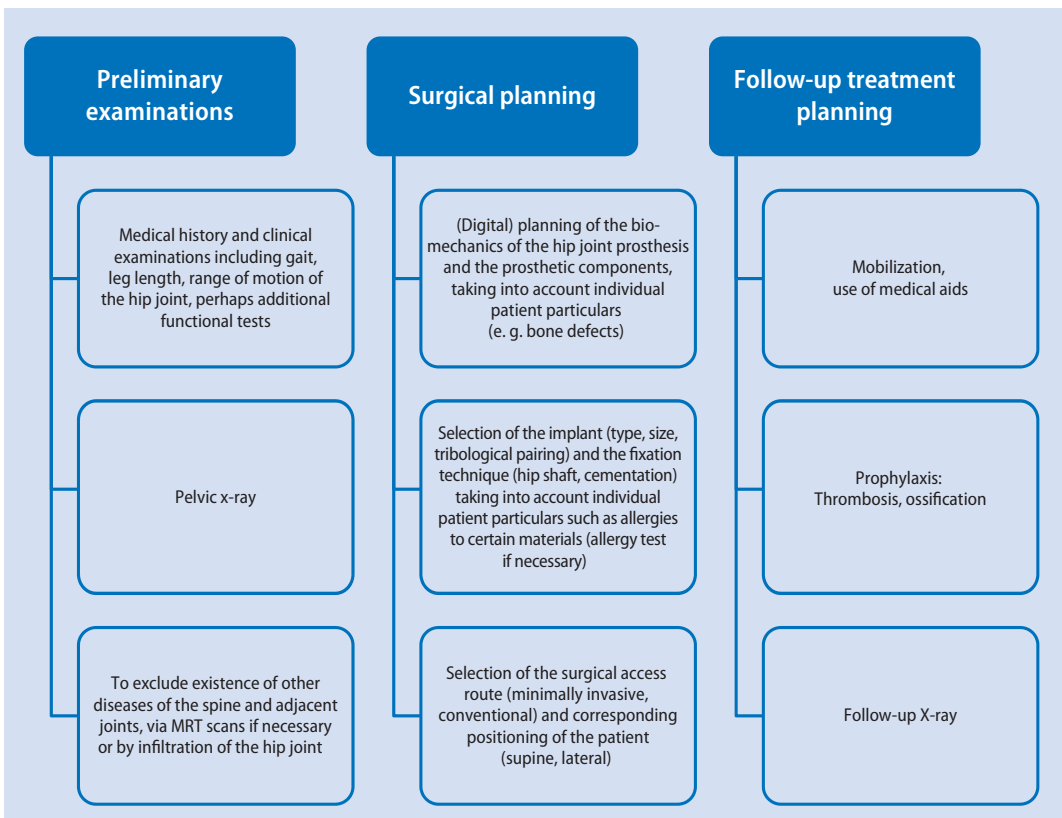 Preliminary
examinations
Medical history and clinical
examinations including gait,
leg length, range of motion of
the hip joint, perhaps additional
functional tests
Pelvic x-ray
To exclude existence of other
diseases of the spine and adjacent
joints, via MRT scans if necessary
or by infiltration of the hip joint
Surgical planning
(Digital) planning of the bio-
mechanics of the hip joint prosthesis
and the prosthetic components,
taking into account individual
patient particulars
(e. g. bone defects)
Selection of the implant (type, size,
tribological pairing) and the fixation
technique (hip shaft, cementation)
taking into account individual
patient particulars such as allergies
to certain materials (allergy test
if necessary)
Selection of the surgical access
route (minimally invasive,
conventional) and corresponding
positioning of the patient
(supine, lateral)
Follow-up treatment
planning
Mobilization,
use of medical aids
Prophylaxis:
Thrombosis, ossification
Follow-up X-ray